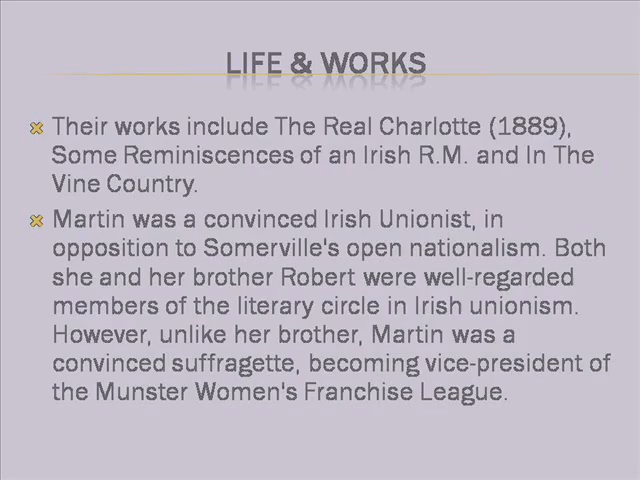 LIFE & WORKS
Their works include The Real Charlotte (1889),
Some Reminiscences of an Irish R.M. and In The
Vine Country.
Martin was a convinced Irish Unionist, in
opposition to Somerville's open nationalism. Both
she and her brother Robert were well-regarded
members of the literary circle in Irish unionism.
However, unlike her brother, Martin was a
convinced suffragette, becoming vice-president of
the Munster Women's Franchise League.